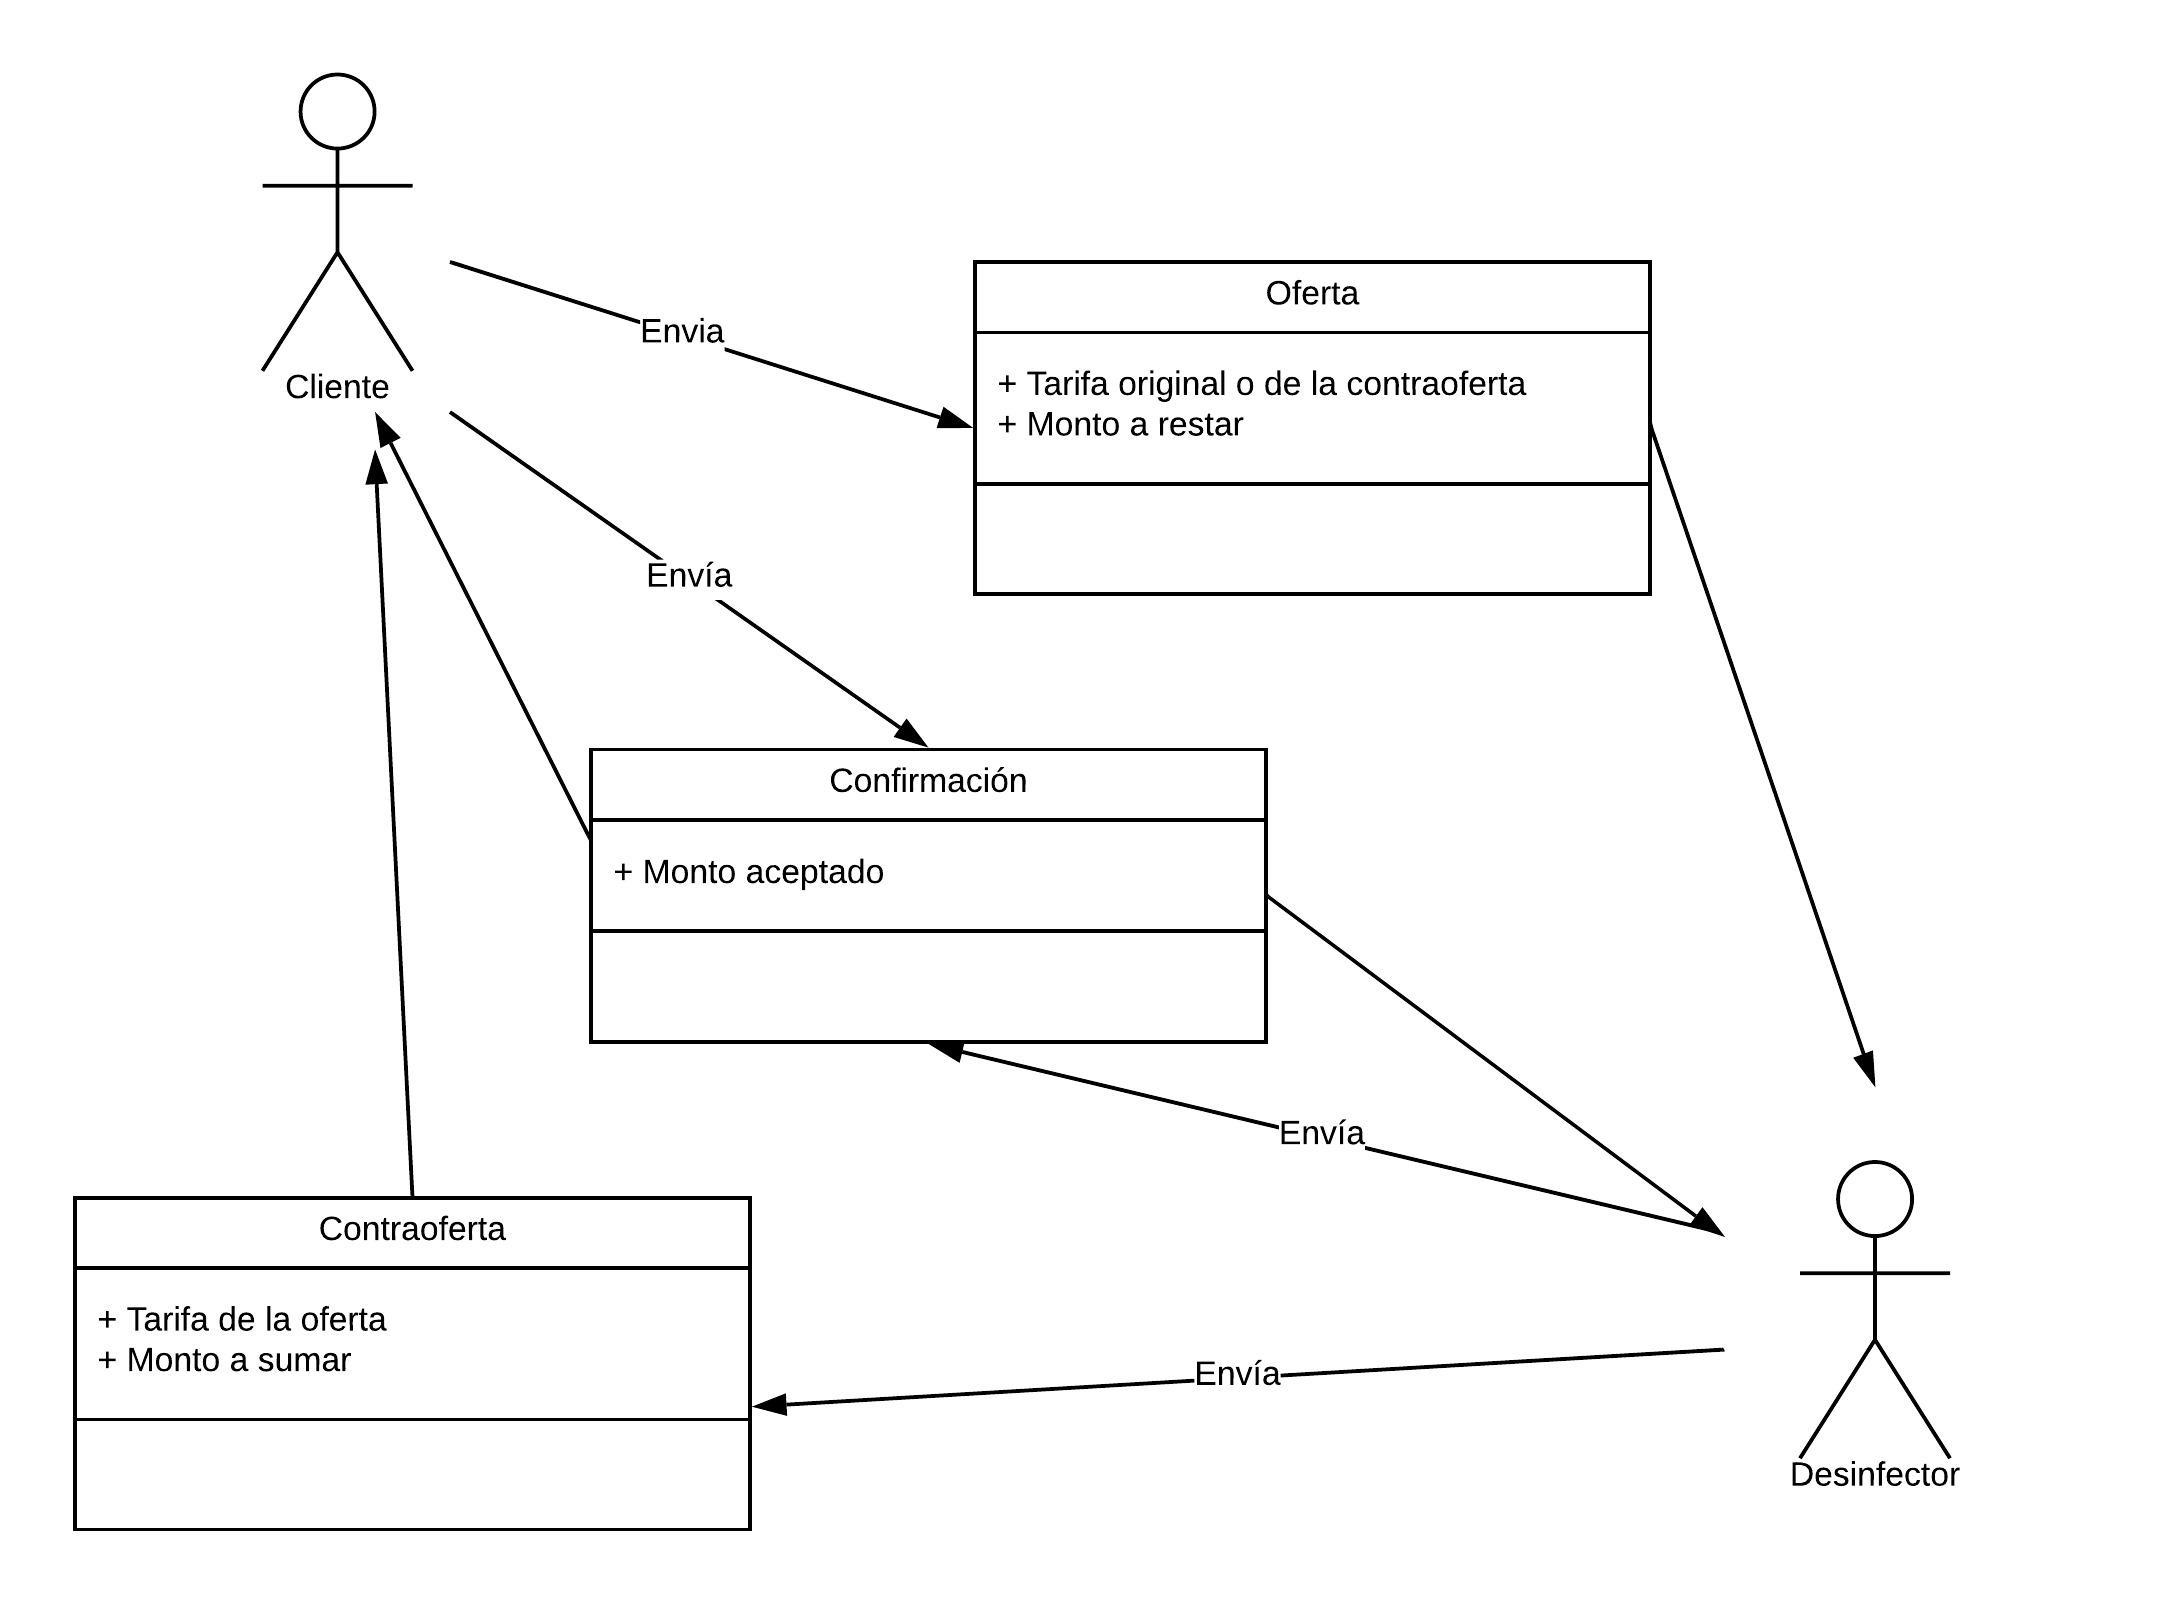 Cliente
Envia
Oferta
+ Tarifa original o de la contraoferta
+ Monto a restar
Envía
Confirmación
+ Monto aceptado
Envía
Contraoferta
+ Tarifa de la oferta
+ Monto a sumar
Envía
Desinfector